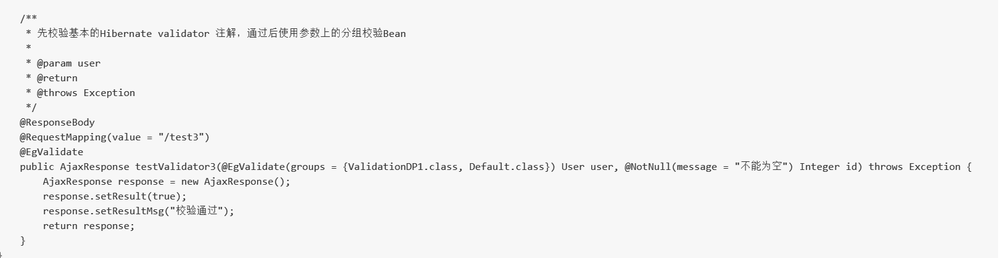 /**
* 先校验基本的Hibernate validator 注解，通过后使用参数上的分组校验Bean
*
* @param user
* @return
* @throws Exception
*/
@ResponseBody
@RequestMapping(value = "/test3")
@EgValidate
public AjaxResponse testValidator3(@EgValidate(groups = {ValidationDP1.class, Default.class}) User user, @NotNull(message = "不能为空") Integer id) throws Exception {
AjaxResponse response = new AjaxResponse();
response.setResult(true);
response.setResultMsg("校验通过");
return response;
}
}